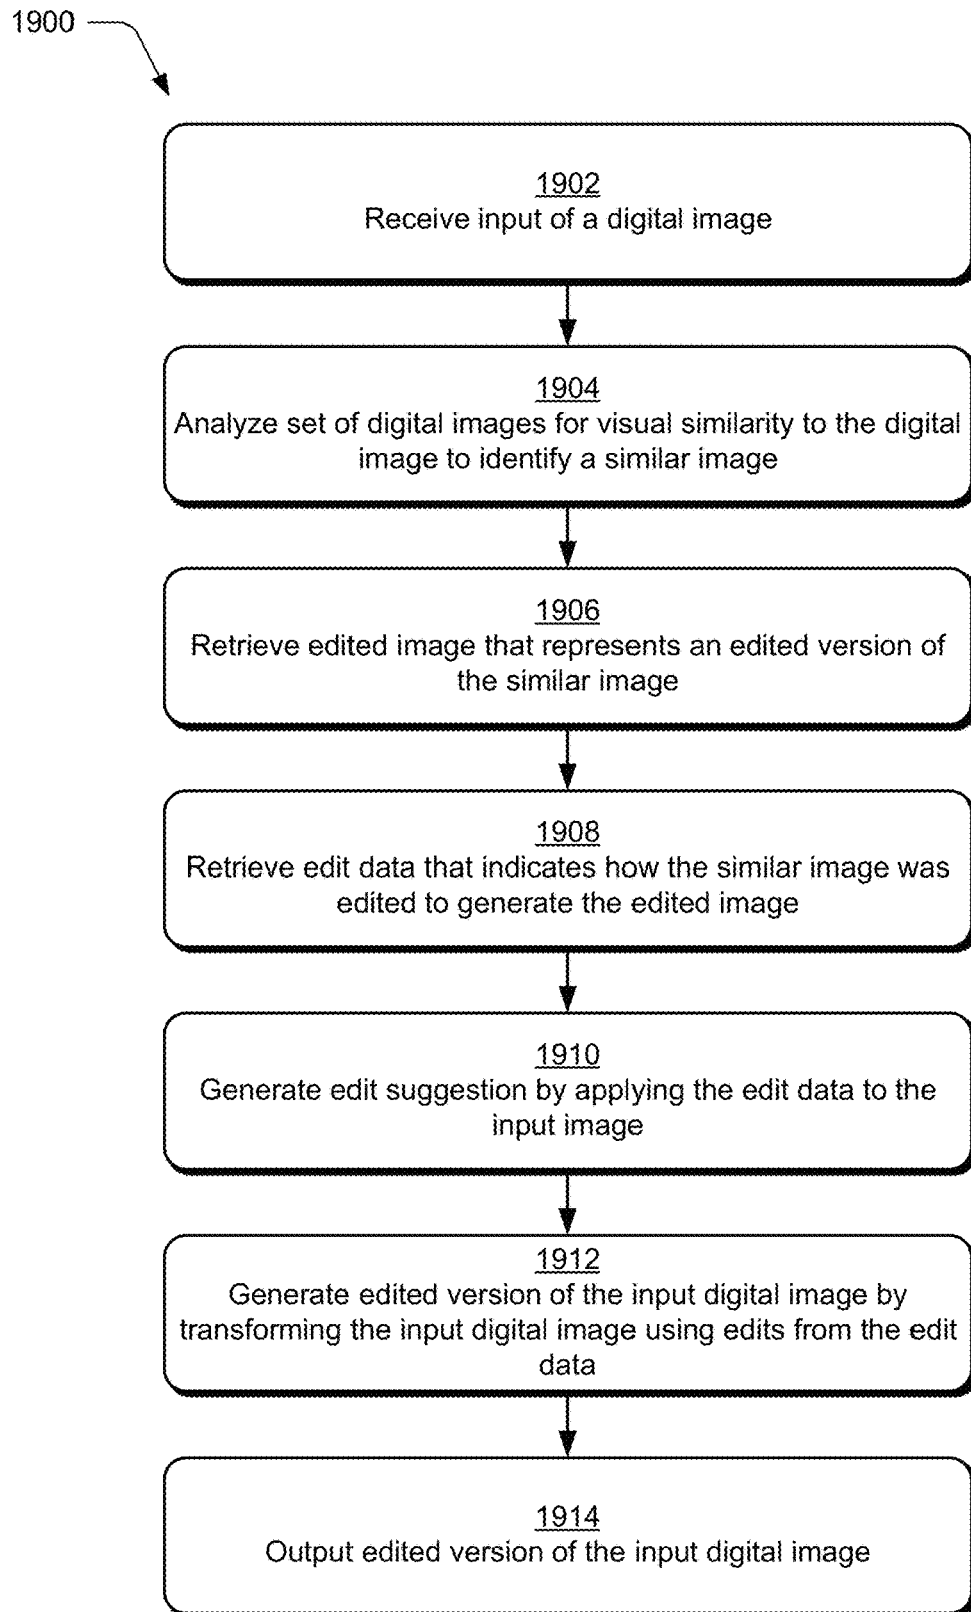 1900
1902
Receive input of a digital image
1904
Analyze set of digital images for visual similarity to the digital
image to identify a similar image
1906
Retrieve edited image that represents an edited version of
the similar image
1908
Retrieve edit data that indicates how the similar image was
edited to generate the edited image
1910
Generate edit suggestion by applying the edit data to the
input image
1912
Generate edited version of the input digital image by
transforming the input digital image using edits from the edit
data
1914
Output edited version of the input digital image